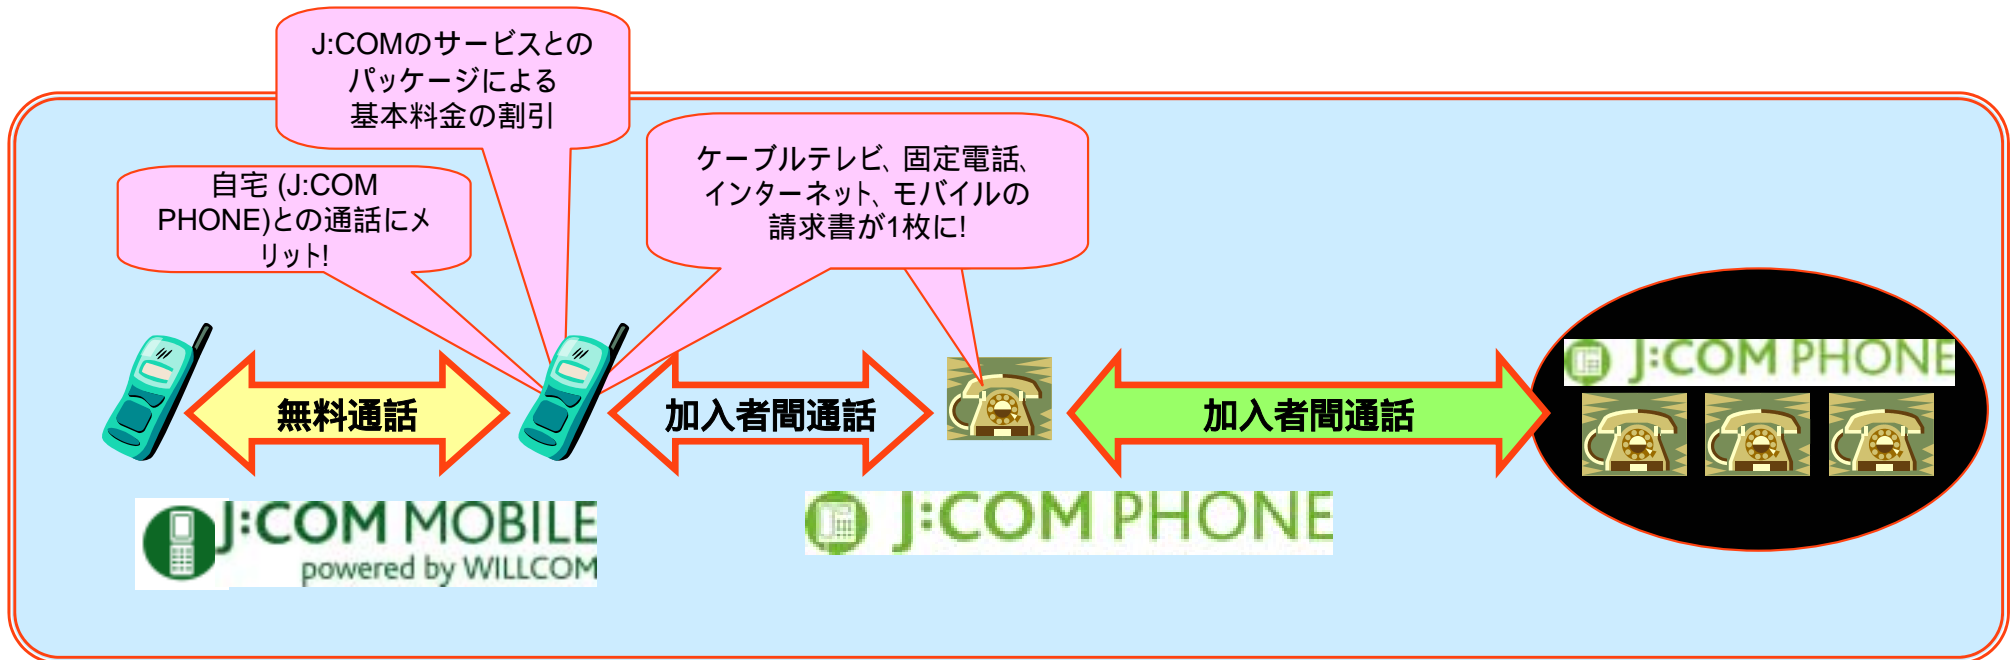 J:COMのサービスとの
パッケージによる
基本料金の割引
自宅 (J:COM
PHONE)との通話にメ
リット!
ケーブルテレビ、固定電話、
インターネット、モバイルの
請求書が1枚に!
無料通話
加入者間通話
加入者間通話
J:COM PHONE
J:COM MOBILE
powered by WILLCOM
J:COM PHONE